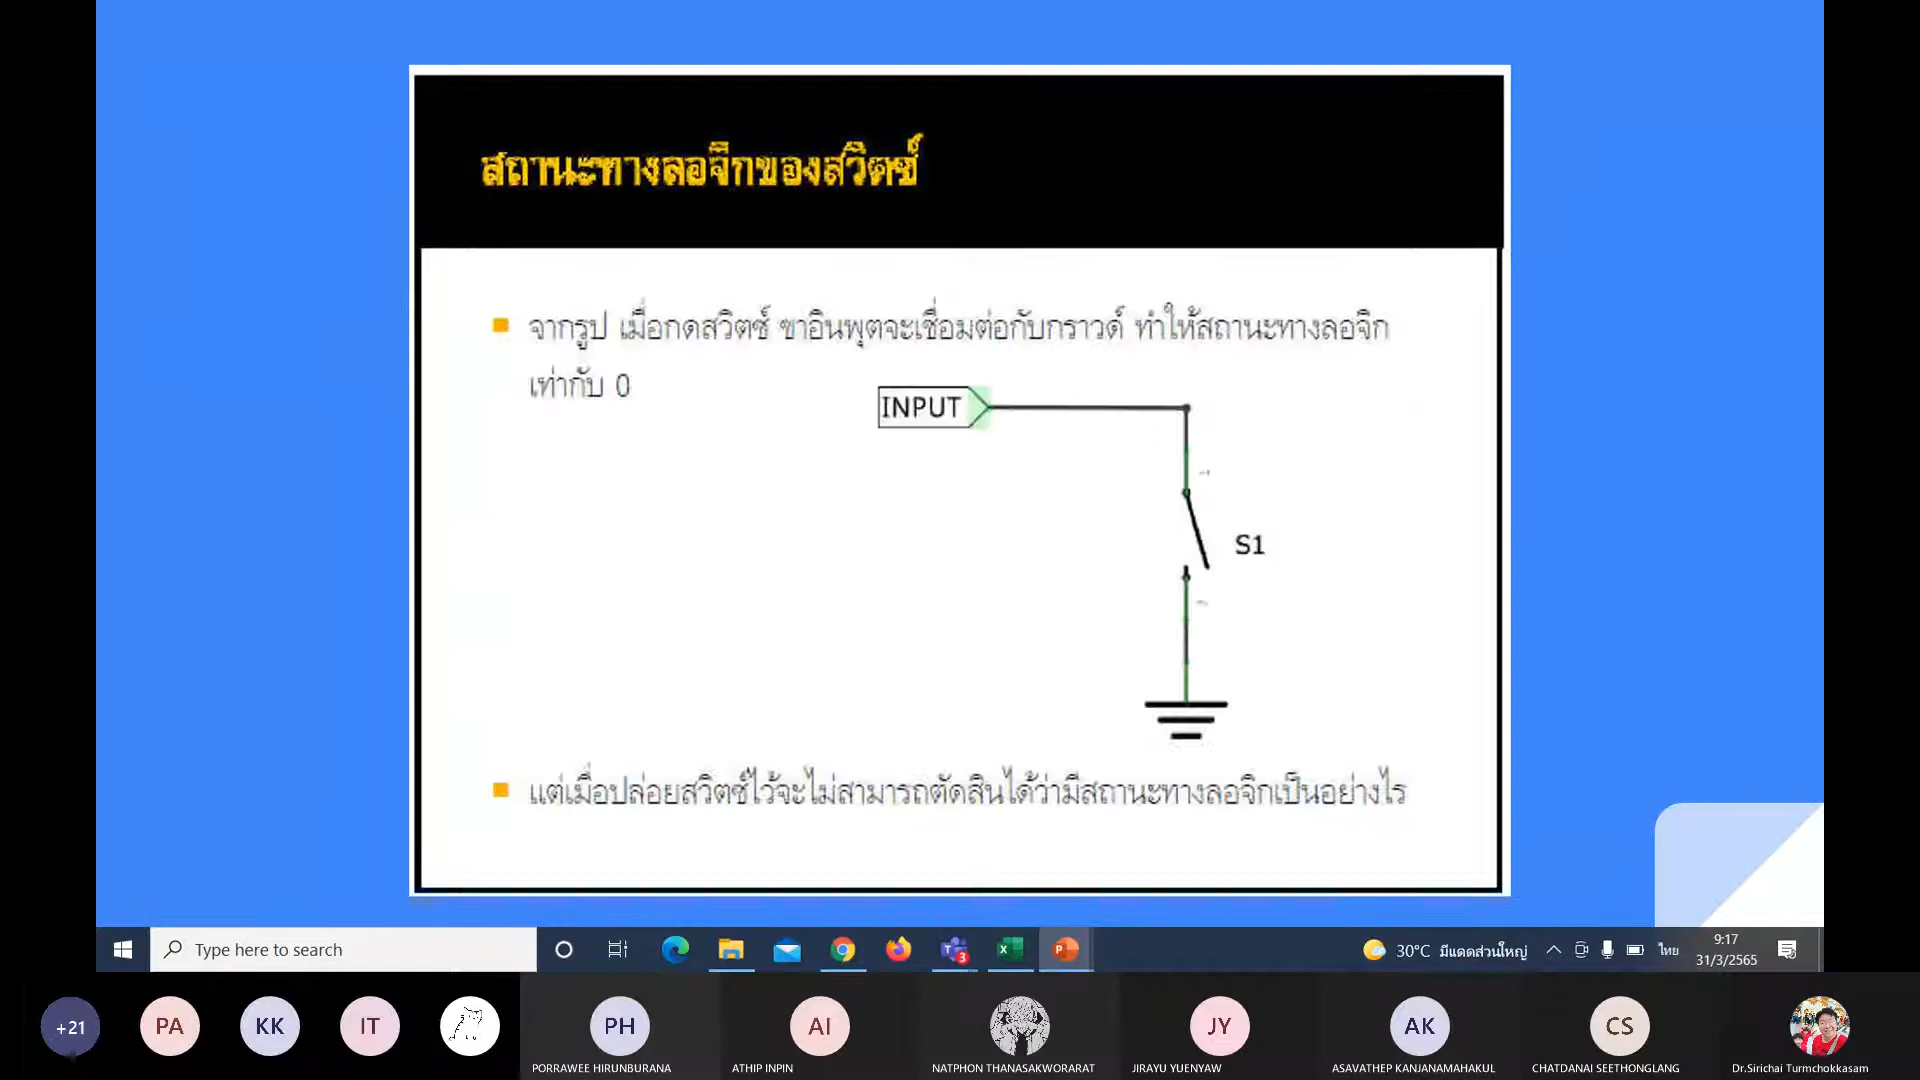 สถานะทางลอจิกของสวิตซ์
จากรูป เมื่อกดสวิตซ์ ขาอินพุตจะเชื่อมต่อกับกราวด์ ทำให้สถานะทางลอจิก
เท่ากับ 0
INPUT
S1
แต่เมื่อปล่อยสวิตซ์ไว้จะไม่สามารถตัดสินได้ว่ามีสถานะทางลอจิกเป็นอย่างไร
Type here to search
3
30°C มีแดดส่วนใหญ่
ไทย
9:17
31/3/2565
+21
PA
KK
IT
PH
AI
JY
AK
CS
PORRAWEE HIRUNBURANA
ATHIP INPIN
NATPHON THANASAKWORARAT
JIRAYU YUENYAW
ASAVATHEP KANJANAMAHAKUL
CHATDANAI SEETHONGLANG
Dr.Sirichai Turmchokkasam